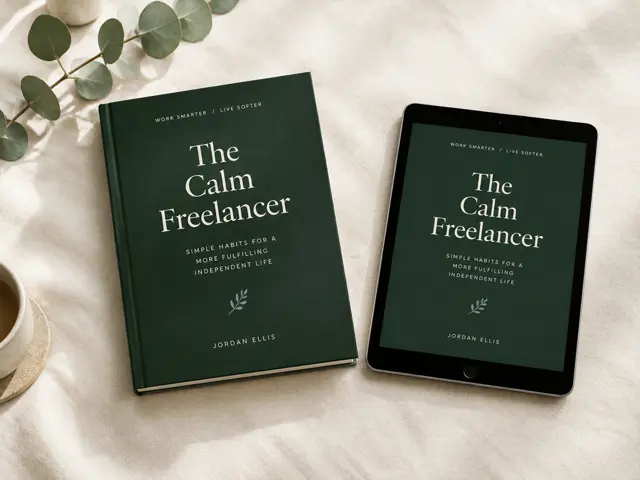 WORK SMARTER / LIVE SOFTER
The
Calm
Freelancer
SIMPLE HABITS FOR A
MORE FULFILLING
INDEPENDENT LIFE
JORDAN ELLIS
WORK SMARTER / LIVE SOFTER
The
Calm
Freelancer
SIMPLE HABITS FOR A
MORE FULFILLING
INDEPENDENT LIFE
JORDAN ELLIS